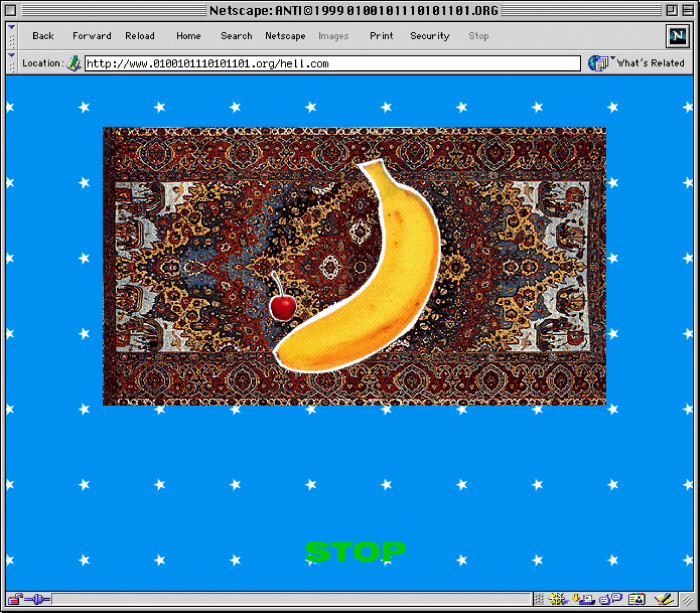 Netscape: ANTI©1999 0100101110101101.ORG
Back Forward Reload Home Search Netscape Images Print Security Stop
Location: http://www.0100101110101101.org/hell.com What's Related
STOP